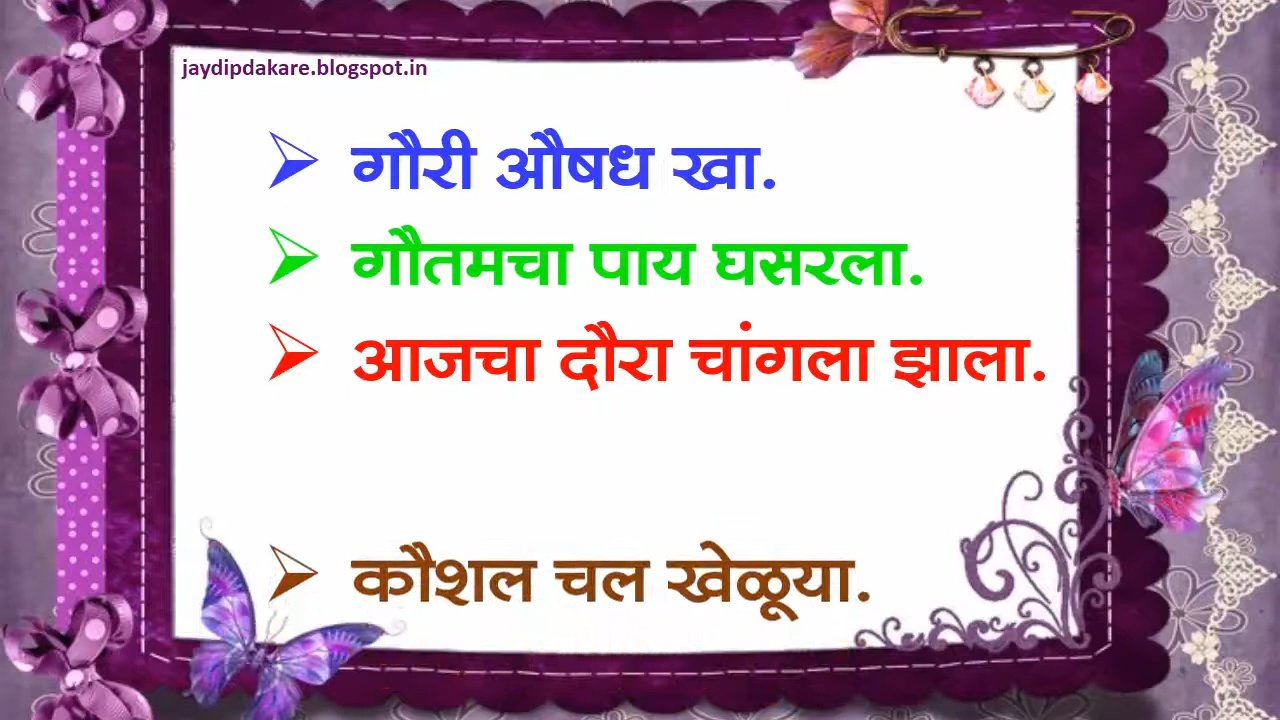 jaydipdakare.blogspot.in
➢ गौरी औषध खा.
➢ गौतमचा पाय घसरला.
➢ आजचा दौरा चांगला झाला.
➢ कौशल चल खेळूया.